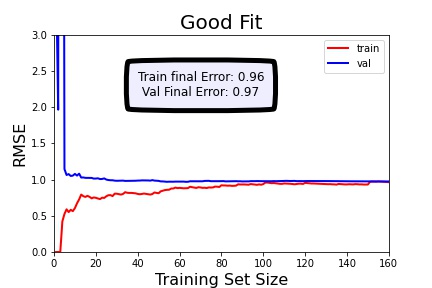 Good Fit
3.0
2.5
2.0
1.5
1.0
0.5
0.0
RMSE
Train final Error: 0.96
Val Final Error: 0.97
train
val
0 20 40 60 80 100 120 140 160
Training Set Size